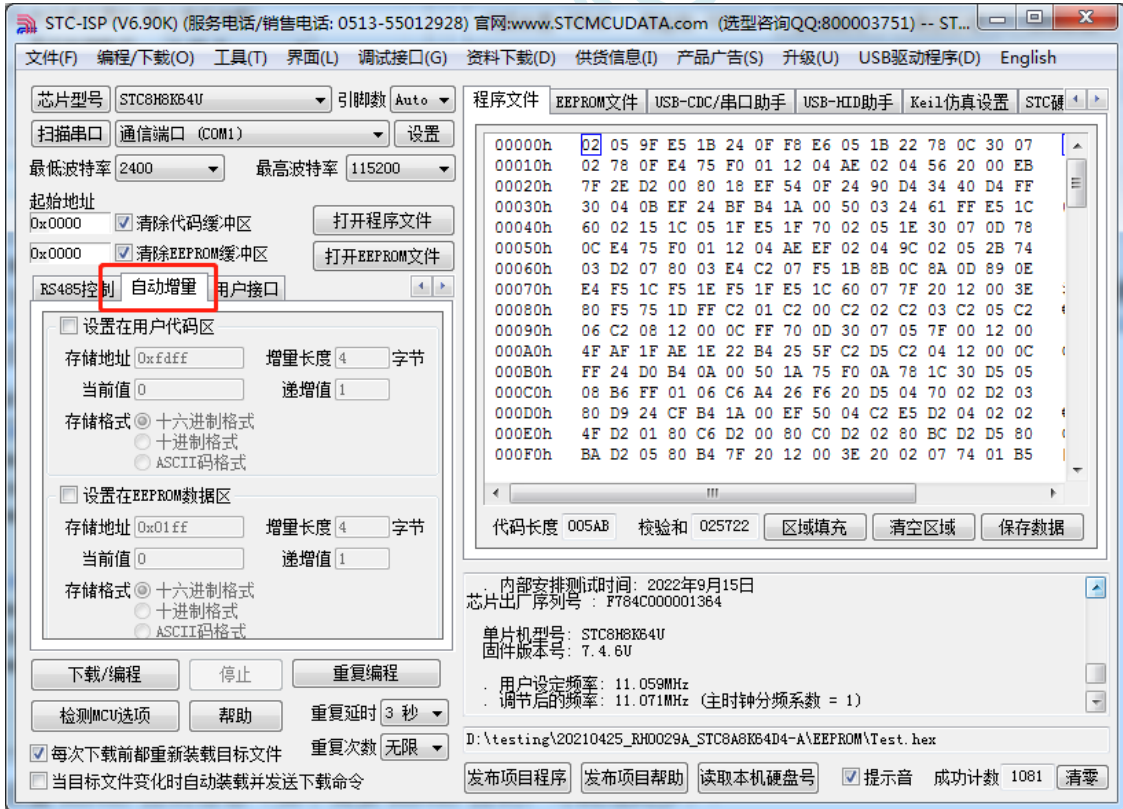 STC-ISP (V6.90K) (服务电话/销售电话: 0513-55012928) 官网:www.STCMCUDATA.com (选型咨询QQ:800003751) -- ST...
文件(F) 编程/下载(O) 工具(T) 界面(L) 调试接口(G) 资料下载(D) 供货信息(I) 产品广告(S) 升级(U) USB驱动程序(D) English
芯片型号 STC8H8K64U 引脚数 Auto
扫描串口 通信端口 (COM1) 设置
最低波特率 2400 最高波特率 115200
起始地址
0x0000 清除代码缓冲区 打开程序文件
0x0000 清除EEPROM缓冲区 打开EEPROM文件
RS485控制 自动增量 用户接口
设置在用户代码区
存储地址 0xfdff 增量长度 4 字节
当前值 0 递增值 1
存储格式 十六进制格式
十进制格式
ASCII码格式
设置在EEPROM数据区
存储地址 0x01ff 增量长度 4 字节
当前值 0 递增值 1
存储格式 十六进制格式
十进制格式
ASCII码格式
下载/编程 停止 重复编程
检测MCU选项 帮助 重复延时 3 秒
每次下载前都重新装载目标文件 重复次数 无限
当目标文件变化时自动装载并发送下载命令
程序文件 EEPROM文件 USB-CDC/串口助手 USB-HID助手 Keil仿真设置 STC硬
00000h 02 05 9F E5 1B 24 0F F8 E6 05 1B 22 78 0C 30 07
00010h 02 78 0F E4 75 F0 01 12 04 AE 02 04 56 20 00 EB
00020h 7F 2E D2 00 80 18 EF 54 0F 24 90 D4 34 40 D4 FF
00030h 30 04 0B EF 24 BF B4 1A 00 50 03 24 61 FF E5 1C
00040h 60 02 15 1C 05 1F E5 1F 70 02 05 1E 30 07 0D 78
00050h 0C E4 75 F0 01 12 04 AE EF 02 04 9C 02 05 2B 74
00060h 03 D2 07 80 03 E4 C2 07 F5 1B 8B 0C 8A 0D 89 0E
00070h E4 F5 1C F5 1E F5 1F E5 1C 60 07 7F 20 12 00 3E
00080h 80 F5 75 1D FF C2 01 C2 00 C2 02 C2 03 C2 05 C2
00090h 06 C2 08 12 00 0C FF 70 0D 30 07 05 7F 00 12 00
000A0h 4F AF 1F AE 1E 22 B4 25 5F C2 D5 C2 04 12 00 0C
000B0h FF 24 D0 B4 0A 00 50 1A 75 F0 0A 78 1C 30 D5 05
000C0h 08 B6 FF 01 06 C6 A4 26 F6 20 D5 04 70 02 D2 03
000D0h 80 D9 24 CF B4 1A 00 EF 50 04 C2 E5 D2 04 02 02
000E0h 4F D2 01 80 C6 D2 00 80 C0 D2 02 80 BC D2 D5 80
000F0h BA D2 05 80 B4 7F 20 12 00 3E 20 02 07 74 01 B5
代码长度 005AB 校验和 025722 区域填充 清空区域 保存数据
. 内部安排测试时间: 2022年9月15日
芯片出厂序列号 : F784C000001364
单片机型号: STC8H8K64U
固件版本号: 7.4.6U
. 用户设定频率: 11.059MHz
. 调节后的频率: 11.071MHz (主时钟分频系数 = 1)
D:\testing\20210425_RH0029A_STC8A8K64D4-A\EEPROM\Test.hex
发布项目程序 发布项目帮助 读取本机硬盘号 提示音 成功计数 1081 清零